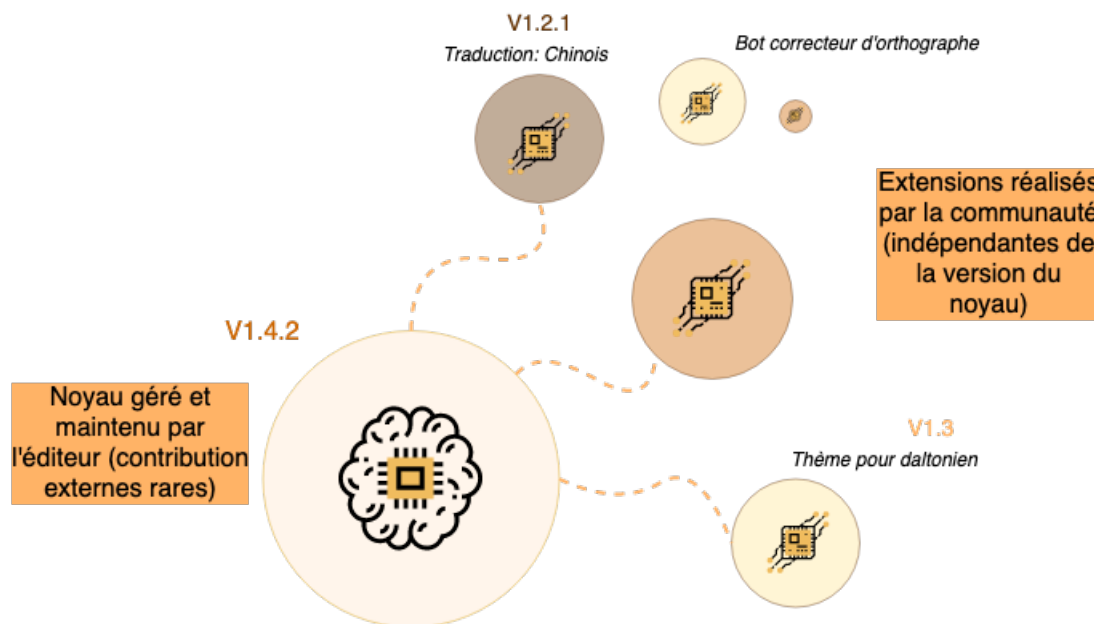 V1.2.1
Traduction: Chinois
Bot correcteur d'orthographe
Extensions réalisés
par la communauté
(indépendantes de
la version du
noyau)
V1.4.2
Noyau géré et
maintenu par
l'éditeur (contribution
externes rares)
V1.3
Thème pour daltonien